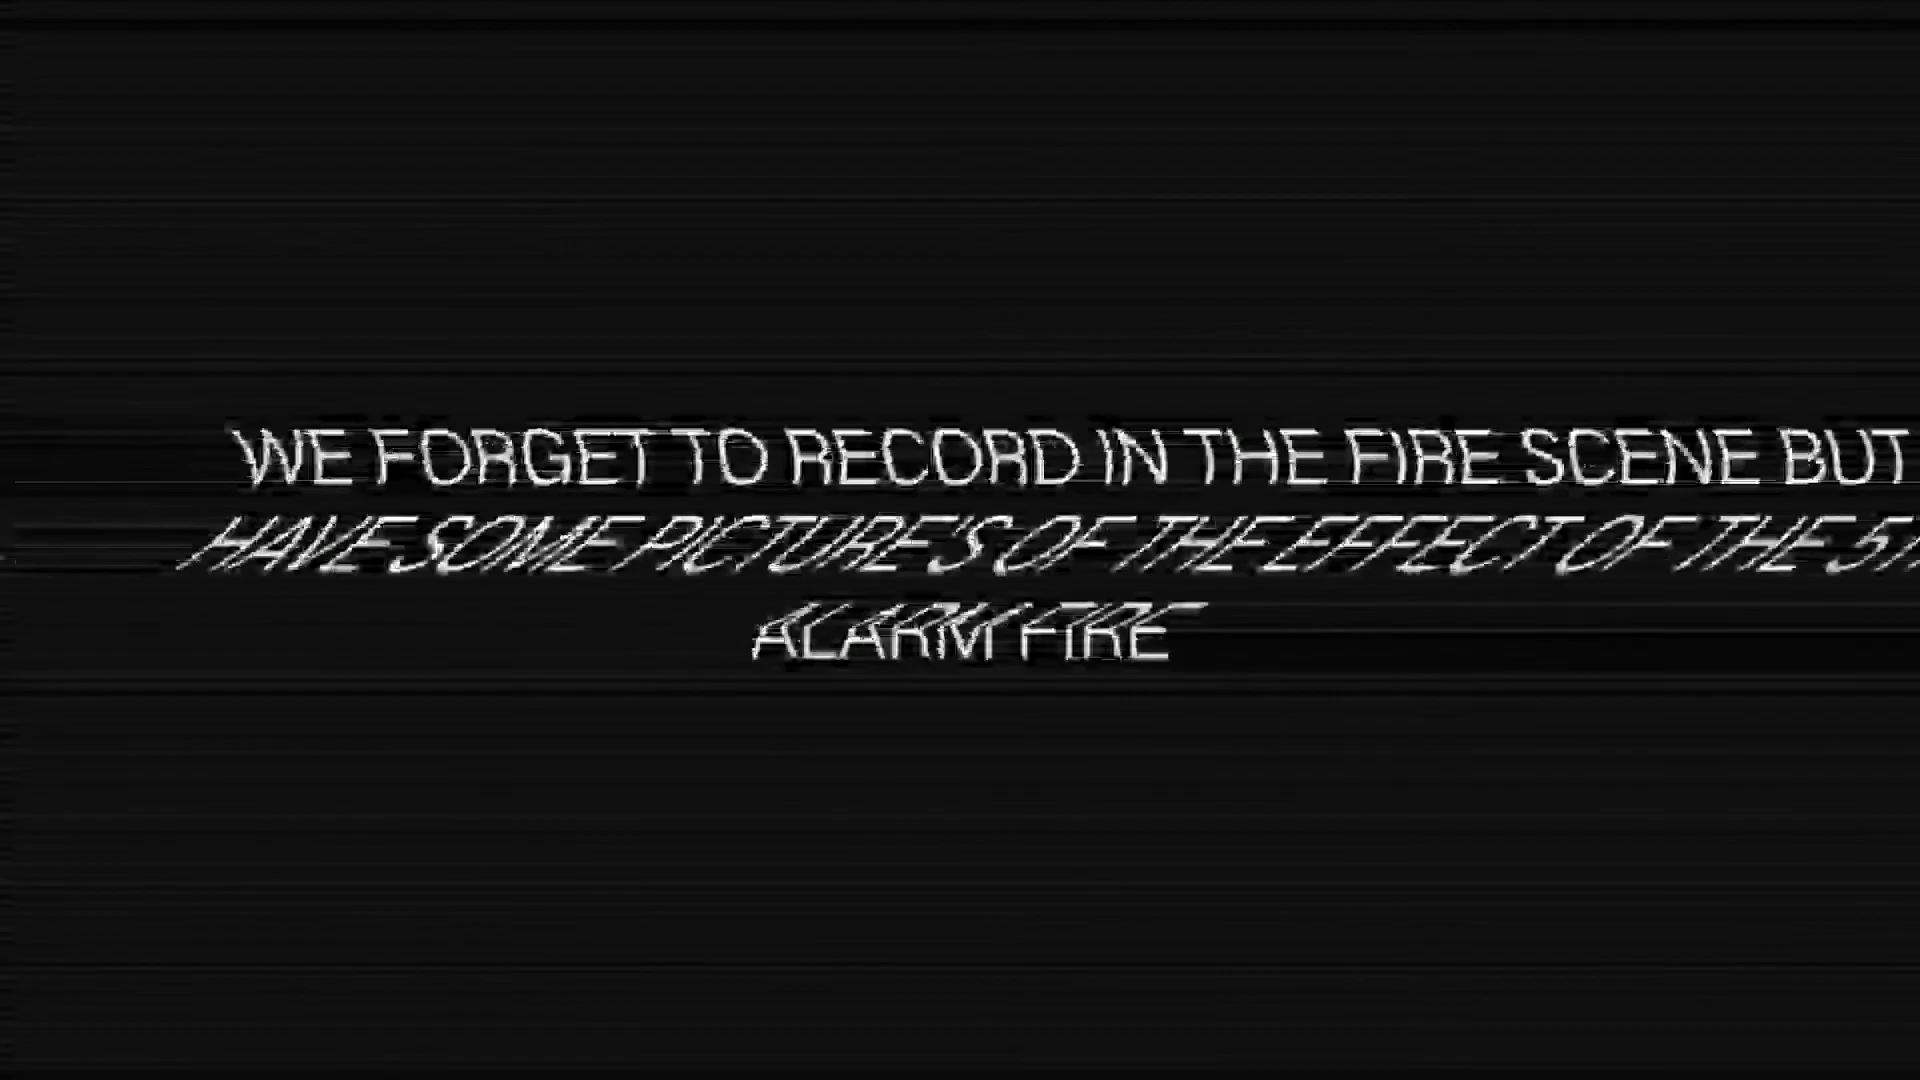 WE FORGET TO RECORD IN THE FIRE SCENE BUT
HAVE SOME PICTURE'S OF THE EFFECT OF THE
ALARM FIRE